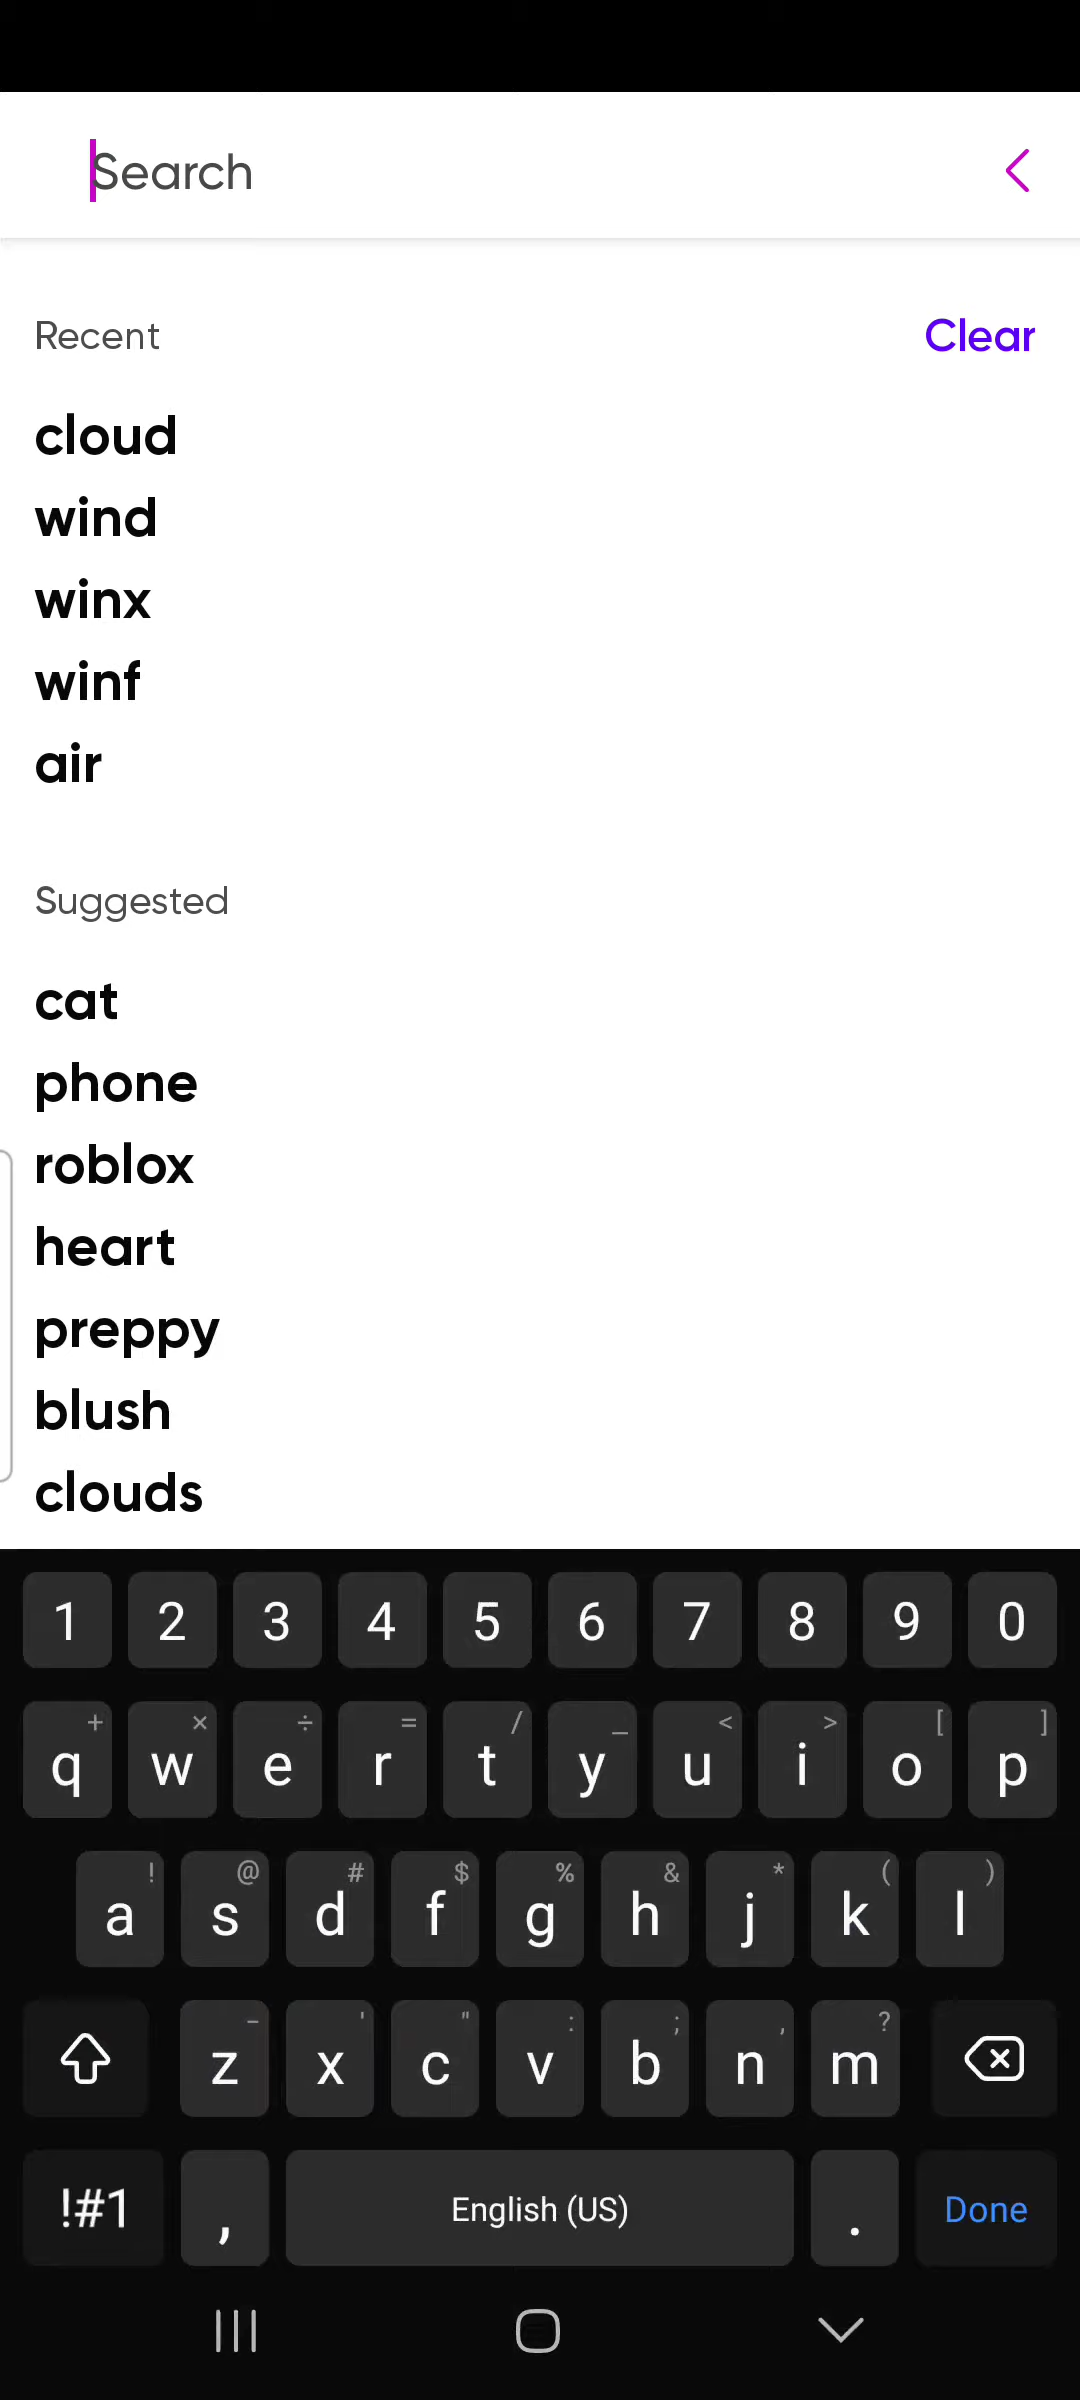 Search
Recent
Clear
cloud
wind
winx
winf
air
Suggested
cat
phone
roblox
heart
preppy
blush
clouds
1 2 3 4 5 6 7 8 9 0
+ × ÷ = / _ < > [ ]
q w e r t y u i o p
! @ # $ % & * ( )
a s d f g h j k l
- ' " : ; , ?
z x c v b n m
!#1 , English (US) . Done